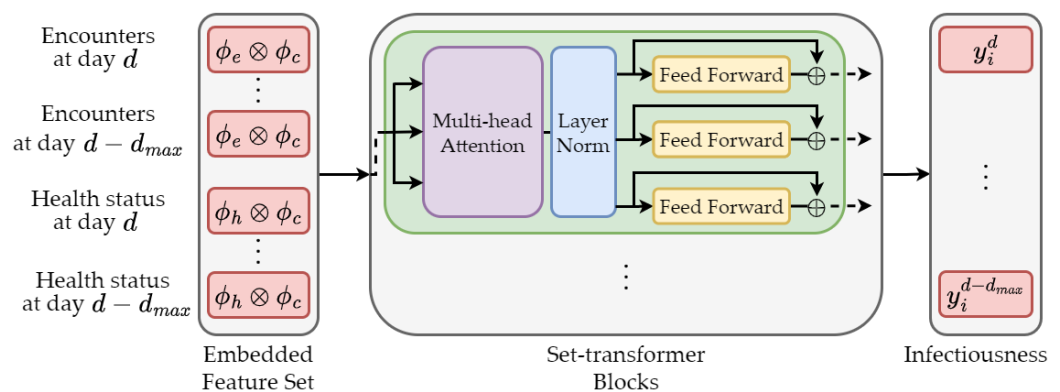 Encounters
at day d
Encounters
at day d − d_max
Health status
at day d
Health status
at day d − d_max
ϕ_e ⊗ ϕ_c
⋮
ϕ_e ⊗ ϕ_c
ϕ_h ⊗ ϕ_c
⋮
ϕ_h ⊗ ϕ_c
Embedded
Feature Set
Multi-head
Attention
Layer
Norm
Feed Forward
Feed Forward
Feed Forward
⋮
Set-transformer
Blocks
y_i^d
⋮
y_i^{d−d_max}
Infectiousness